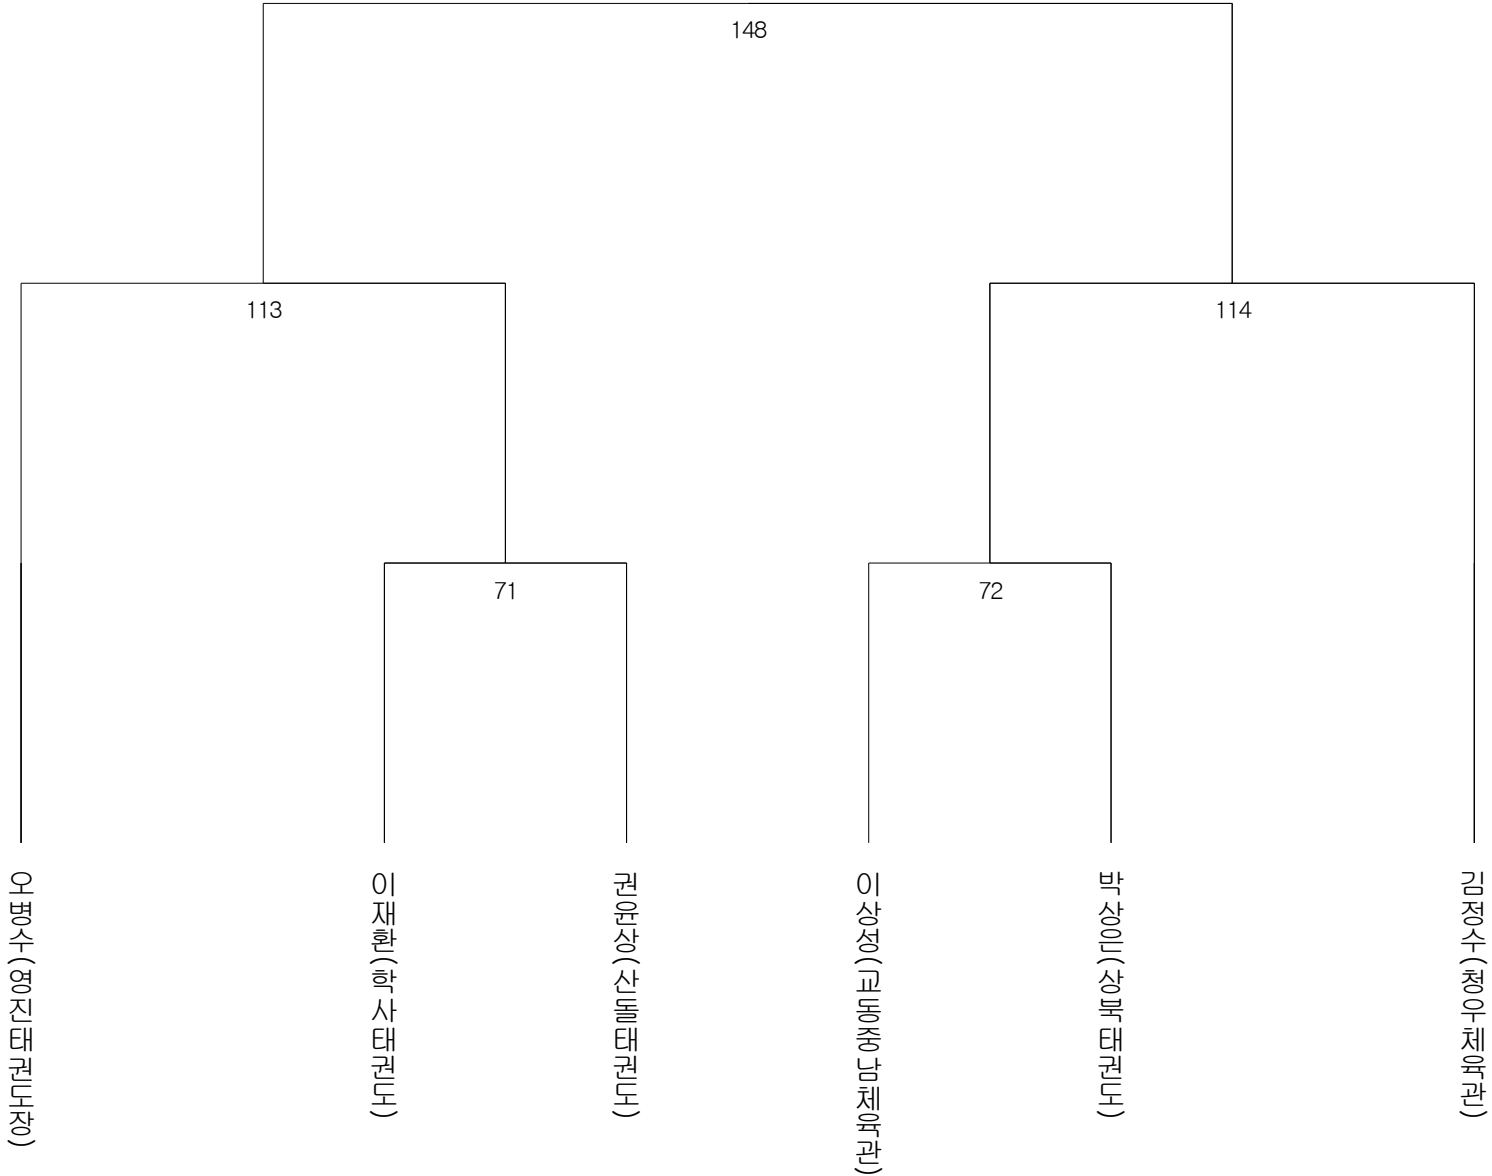 148
113
114
71
72
오병수(영진태권도장)
이재환(학사태권도)
권윤상(산돌태권도)
이상성(교동중남체육관)
박상은(상북태권도)
김정수(청우체육관)